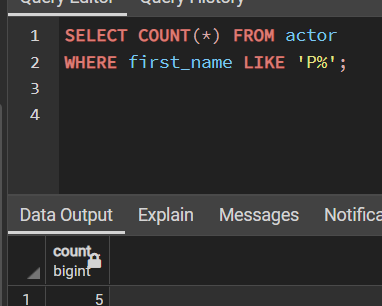 Query Editor Query History
1 SELECT COUNT(*) FROM actor
2 WHERE first_name LIKE 'P%';
3
4
Data Output Explain Messages Notifica
count
bigint
1 5